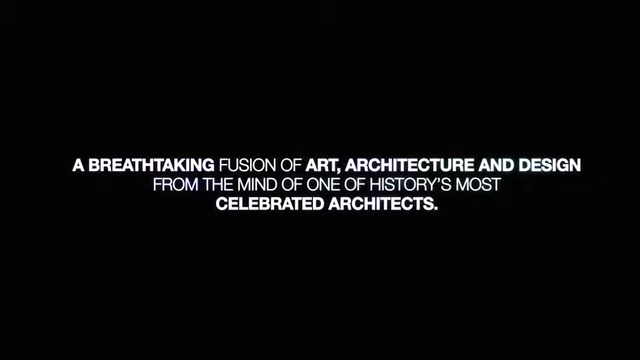 A BREATHTAKING FUSION OF ART, ARCHITECTURE AND DESIGN
FROM THE MIND OF ONE OF HISTORY'S MOST
CELEBRATED ARCHITECTS.